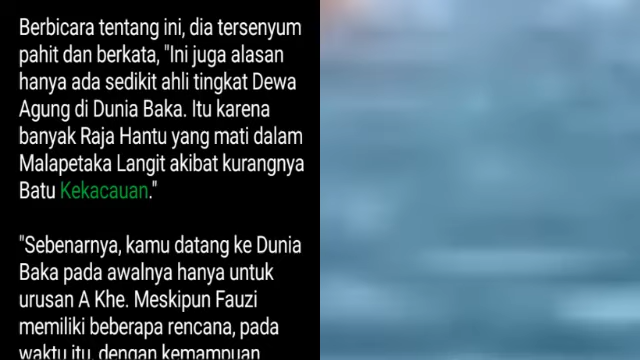 Berbicara tentang ini, dia tersenyum
pahit dan berkata, "Ini juga alasan
hanya ada sedikit ahli tingkat Dewa
Agung di Dunia Baka. Itu karena
banyak Raja Hantu yang mati dalam
Malapetaka Langit akibat kurangnya
Batu Kekacauan."
"Sebenarnya, kamu datang ke Dunia
Baka pada awalnya hanya untuk
urusan A Khe. Meskipun Fauzi
memiliki beberapa rencana, pada
waktu itu, dengan kemampuan